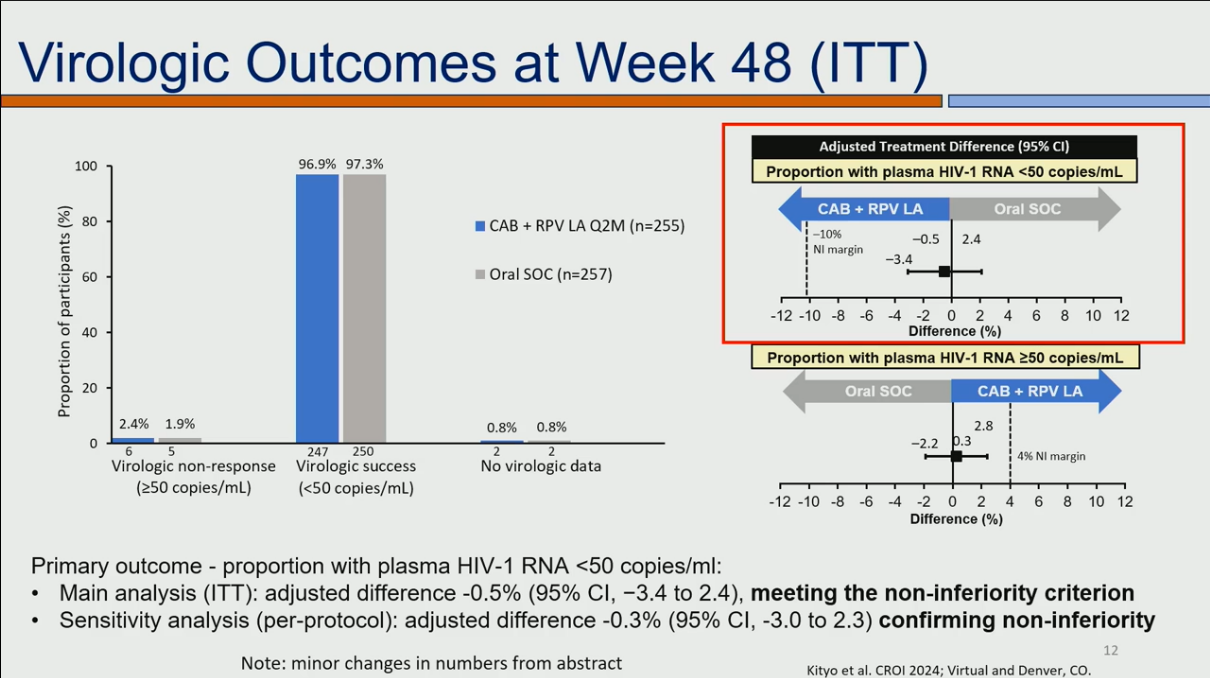 Virologic Outcomes at Week 48 (ITT)
Proportion of participants (%)
100
80
60
40
20
0
2.4% 1.9%
96.9% 97.3%
0.8% 0.8%
6 5
247 250
2 2
Virologic non-response
(≥50 copies/mL)
Virologic success
(<50 copies/mL)
No virologic data
CAB + RPV LA Q2M (n=255)
Oral SOC (n=257)
Adjusted Treatment Difference (95% CI)
Proportion with plasma HIV-1 RNA <50 copies/mL
CAB + RPV LA Oral SOC
–10%
NI margin
–0.5 2.4
–3.4
-12 -10 -8 -6 -4 -2 0 2 4 6 8 10 12
Difference (%)
Proportion with plasma HIV-1 RNA ≥50 copies/mL
Oral SOC CAB + RPV LA
2.8
–2.2 0.3
4% NI margin
-12 -10 -8 -6 -4 -2 0 2 4 6 8 10 12
Difference (%)
Primary outcome - proportion with plasma HIV-1 RNA <50 copies/ml:
• Main analysis (ITT): adjusted difference -0.5% (95% CI, −3.4 to 2.4), meeting the non-inferiority criterion
• Sensitivity analysis (per-protocol): adjusted difference -0.3% (95% CI, -3.0 to 2.3) confirming non-inferiority
12
Note: minor changes in numbers from abstract
Kityo et al. CROI 2024; Virtual and Denver, CO.